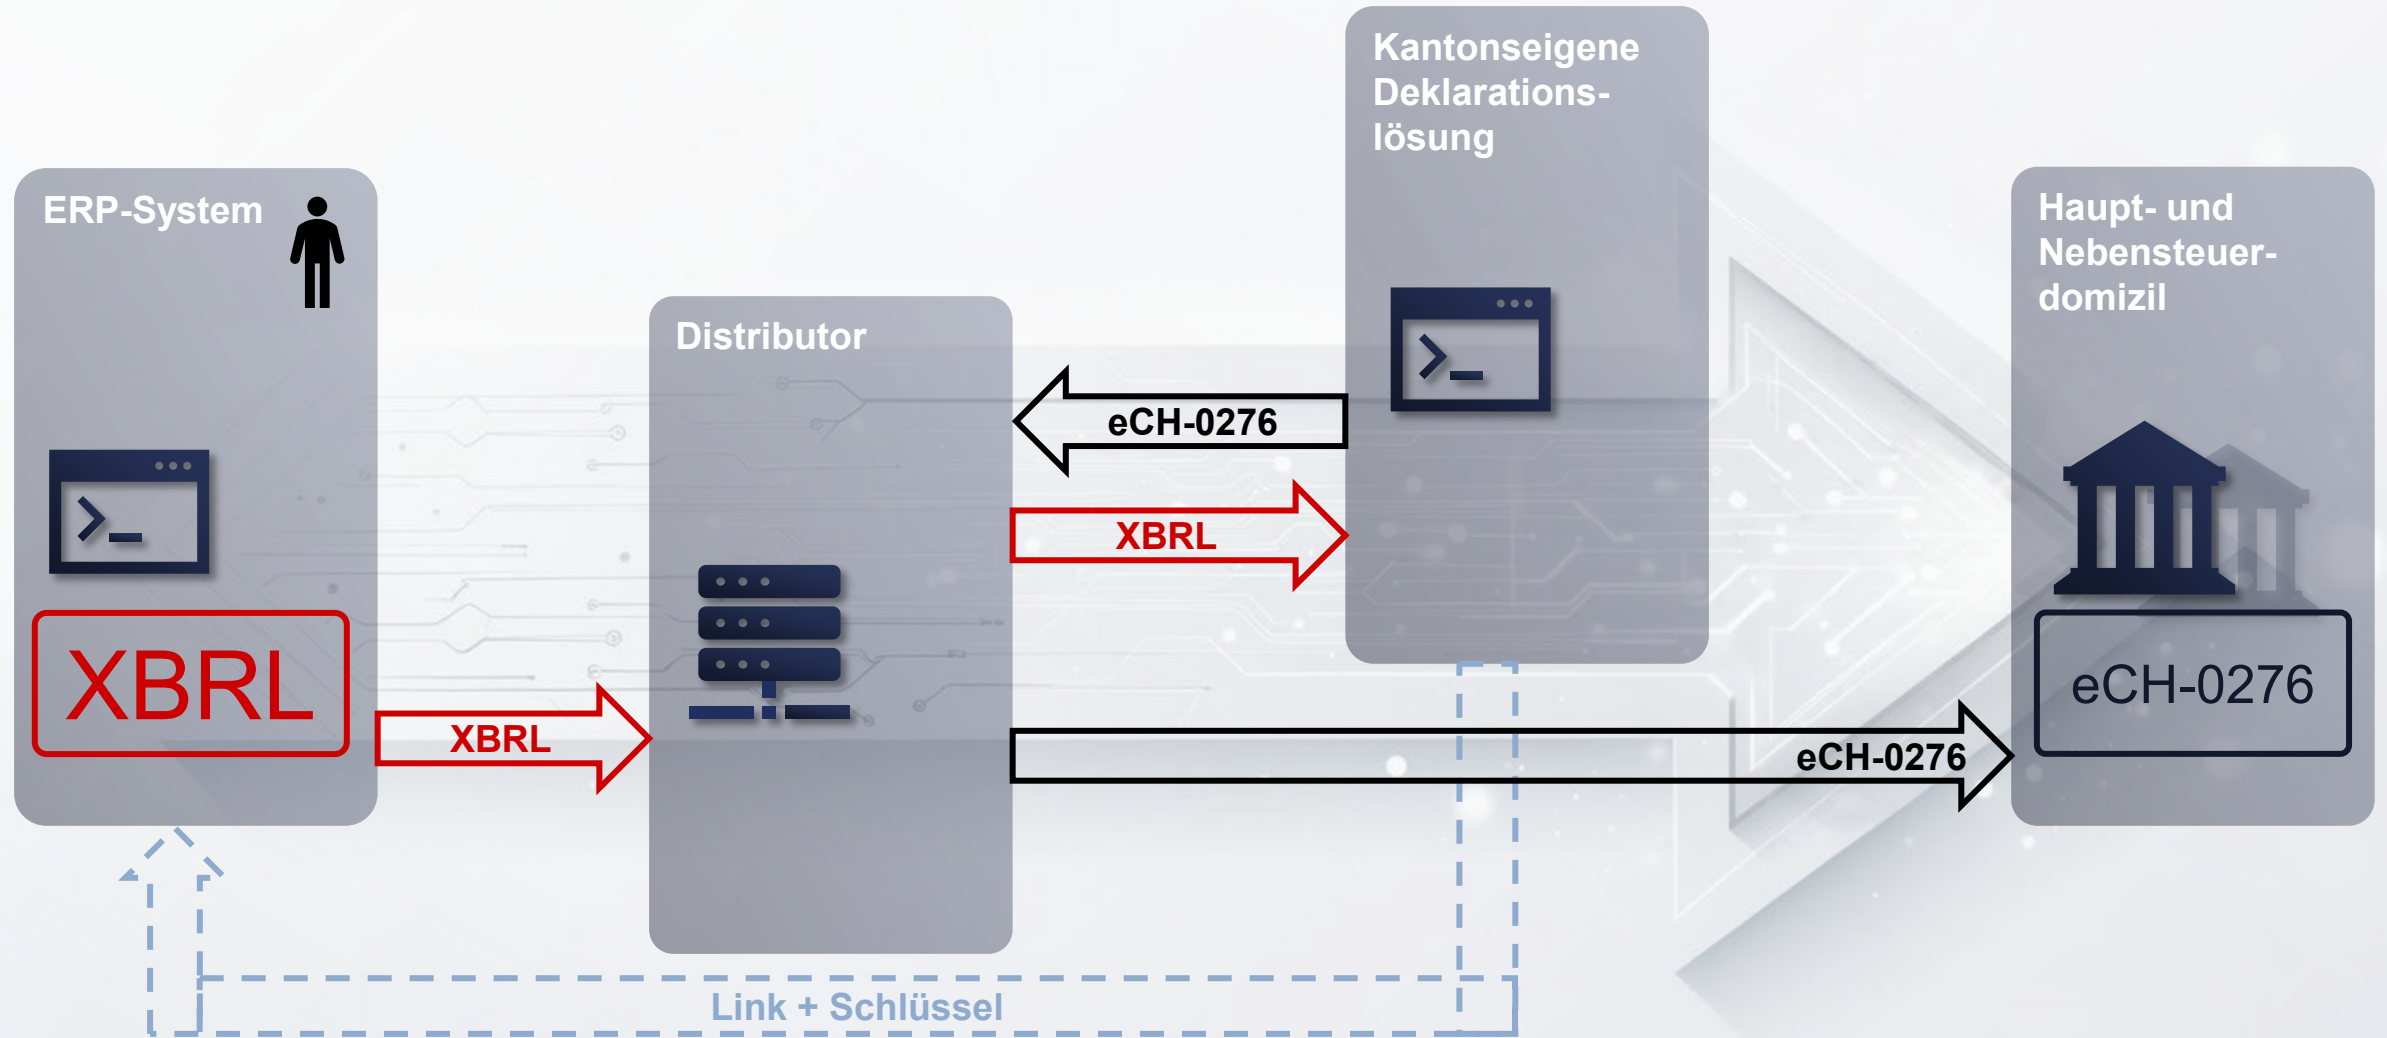 ERP-System
XBRL
XBRL
Distributor
eCH-0276
XBRL
Kantonseigene
Deklarations-
lösung
eCH-0276
Haupt- und
Nebensteuer-
domizil
eCH-0276
Link + Schlüssel